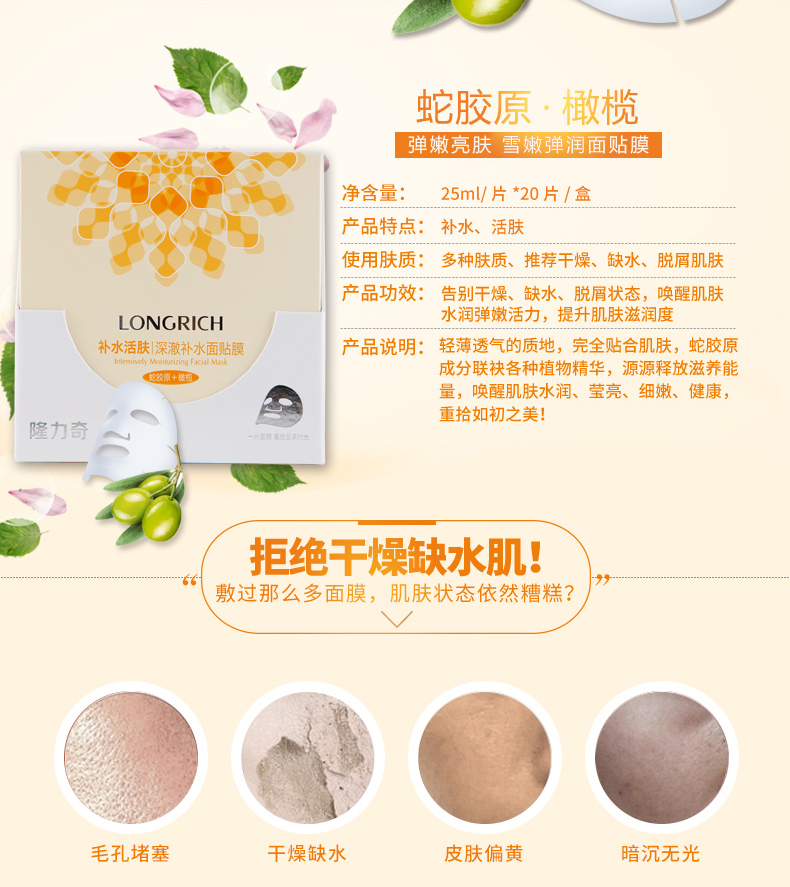 蛇胶原·橄榄
弹嫩亮肤 雪嫩弹润面贴膜
净含量： 25ml/ 片 *20 片 / 盒
产品特点： 补水、活肤
使用肤质： 多种肤质、推荐干燥、缺水、脱屑肌肤
产品功效： 告别干燥、缺水、脱屑状态，唤醒肌肤
水润弹嫩活力，提升肌肤滋润度
产品说明： 轻薄透气的质地，完全贴合肌肤，蛇胶原
成分联袂各种植物精华，源源释放滋养能
量，唤醒肌肤水润、莹亮、细嫩、健康，
重拾如初之美！
LONGRICH
补水活肤|深澈补水面贴膜
Intensively Moisturizing Facial Mask
蛇胶原+橄榄
隆力奇
拒绝干燥缺水肌！
“敷过那么多面膜，肌肤状态依然糟糕？”
毛孔堵塞
干燥缺水
皮肤偏黄
暗沉无光